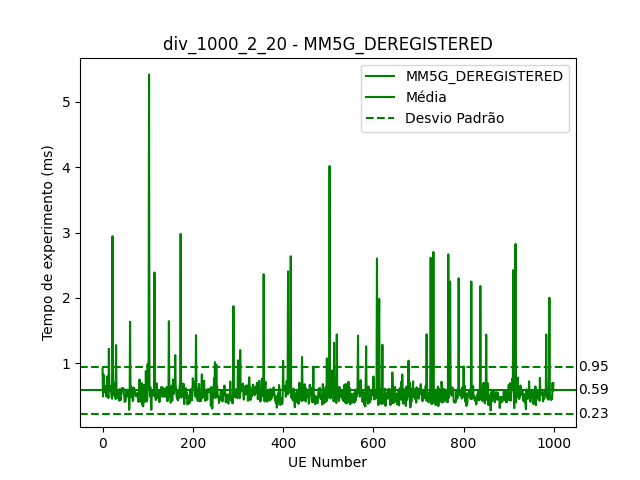 div_1000_2_20 - MM5G_DEREGISTERED
MM5G_DEREGISTERED
Média
Desvio Padrão
Tempo de experimento (ms)
5
4
3
2
1
0.95
0.59
0.23
0 200 400 600 800 1000
UE Number